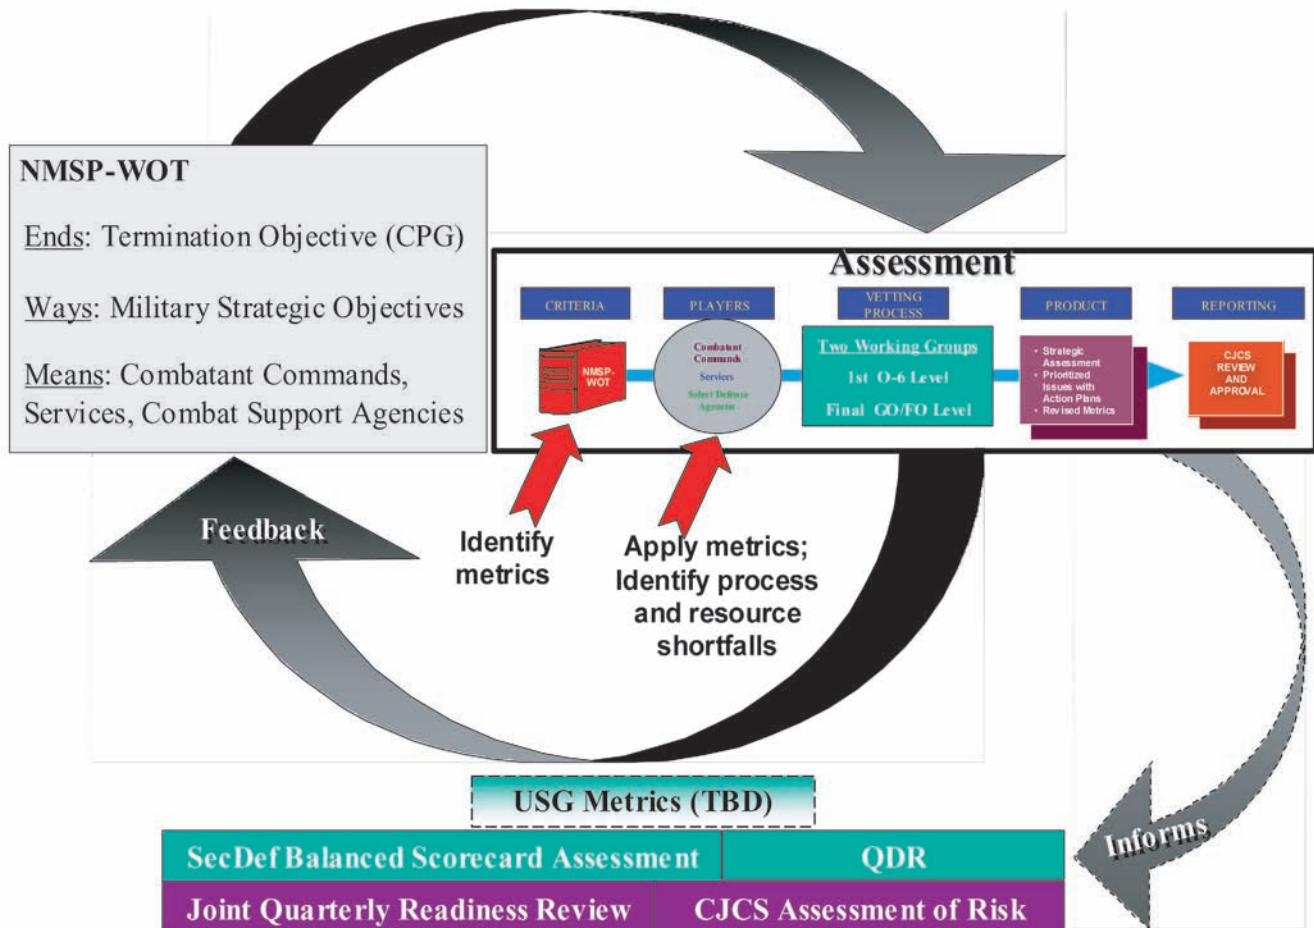 NMSP-WOT
Ends: Termination Objective (CPG)
Ways: Military Strategic Objectives
Means: Combatant Commands,
Services, Combat Support Agencies
Assessment
CRITERIA
PLAYERS
VETTING
PROCESS
PRODUCT
REPORTING
NMSP-
WOT
Combatant
Commands
Services
Select Defense
Agencies
Two Working Groups
1st O-6 Level
Final GO/FO Level
• Strategic
Assessment
• Prioritized
Issues with
Action Plans
• Revised Metrics
CJCS
REVIEW
AND
APPROVAL
Feedback
Identify
metrics
Apply metrics;
Identify process
and resource
shortfalls
Informs
USG Metrics (TBD)
SecDef Balanced Scorecard Assessment
QDR
Joint Quarterly Readiness Review
CJCS Assessment of Risk